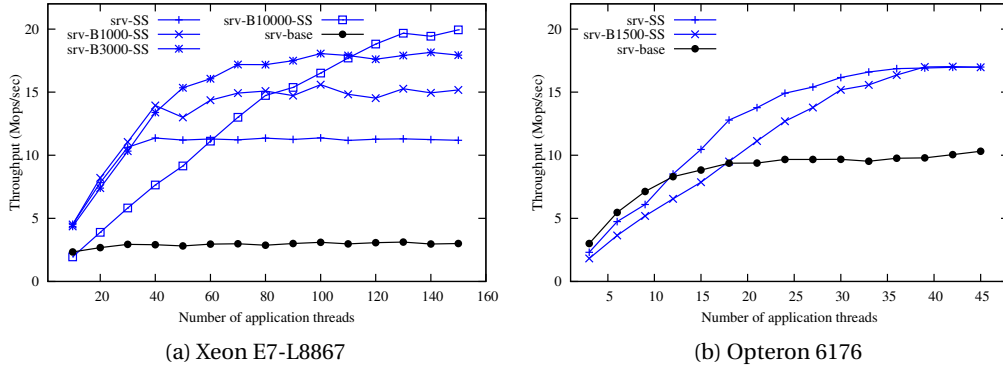 srv-SS
srv-B1000-SS
srv-B3000-SS
srv-B10000-SS
srv-base
Throughput (Mops/sec)
20
15
10
5
0
20 40 60 80 100 120 140 160
Number of application threads
(a) Xeon E7-L8867
srv-SS
srv-B1500-SS
srv-base
Throughput (Mops/sec)
20
15
10
5
0
5 10 15 20 25 30 35 40 45
Number of application threads
(b) Opteron 6176